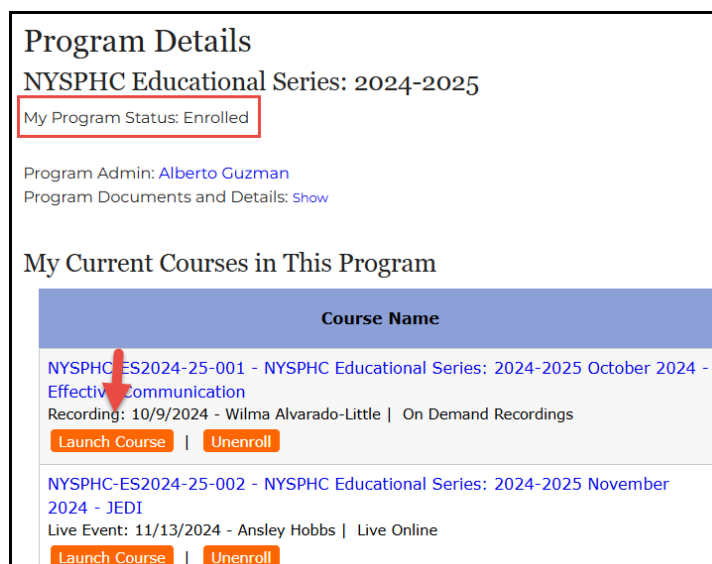 Program Details
NYSPHC Educational Series: 2024-2025
My Program Status: Enrolled
Program Admin: Alberto Guzman
Program Documents and Details: Show
My Current Courses in This Program
Course Name
NYSPHC-ES2024-25-001 - NYSPHC Educational Series: 2024-2025 October 2024 -
Effective Communication
Recording: 10/9/2024 - Wilma Alvarado-Little | On Demand Recordings
Launch Course | Unenroll
NYSPHC-ES2024-25-002 - NYSPHC Educational Series: 2024-2025 November
2024 - JEDI
Live Event: 11/13/2024 - Ansley Hobbs | Live Online
Launch Course | Unenroll